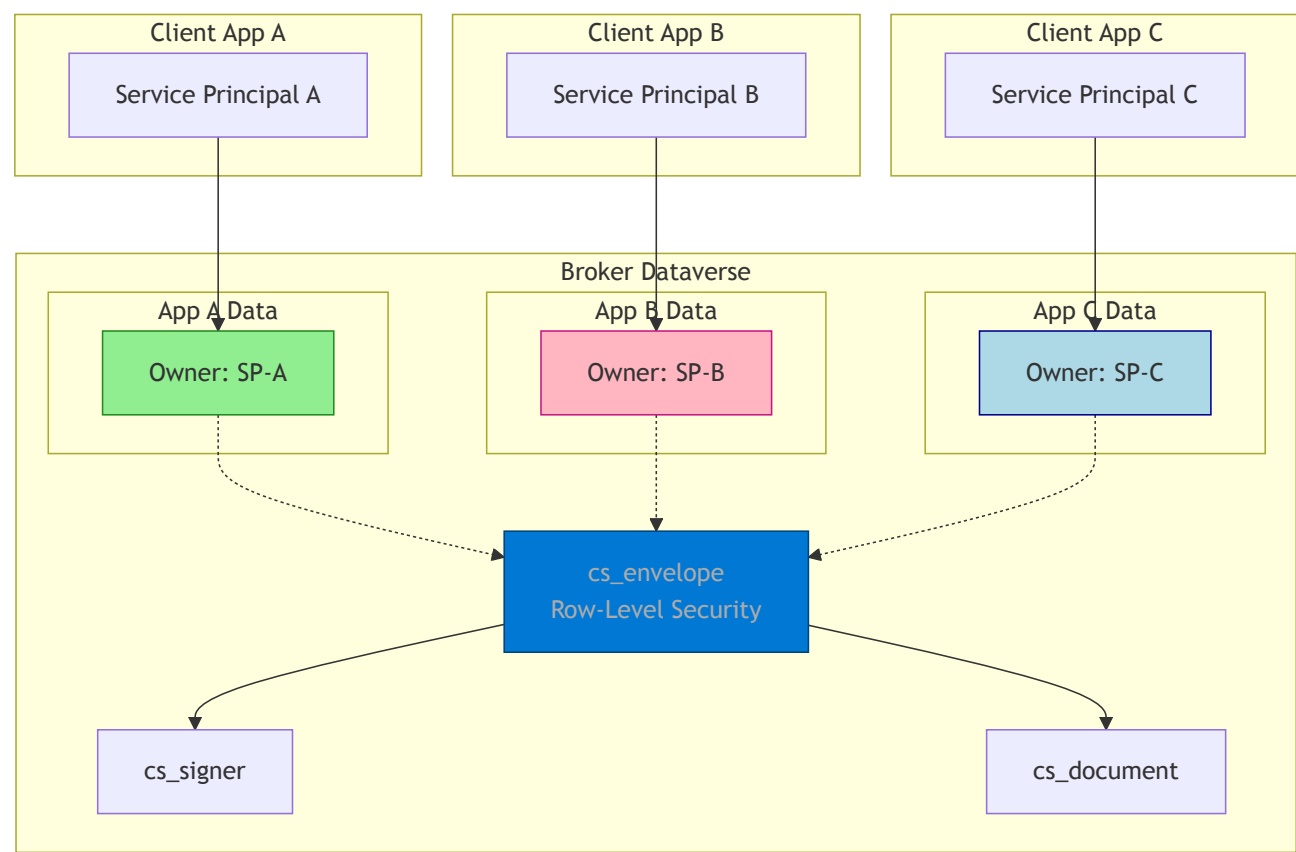 Client App A
Client App B
Client App C
Service Principal A
Service Principal B
Service Principal C
Broker Dataverse
App A Data
App B Data
App C Data
Owner: SP-A
Owner: SP-B
Owner: SP-C
cs_envelope
Row-Level Security
cs_signer
cs_document